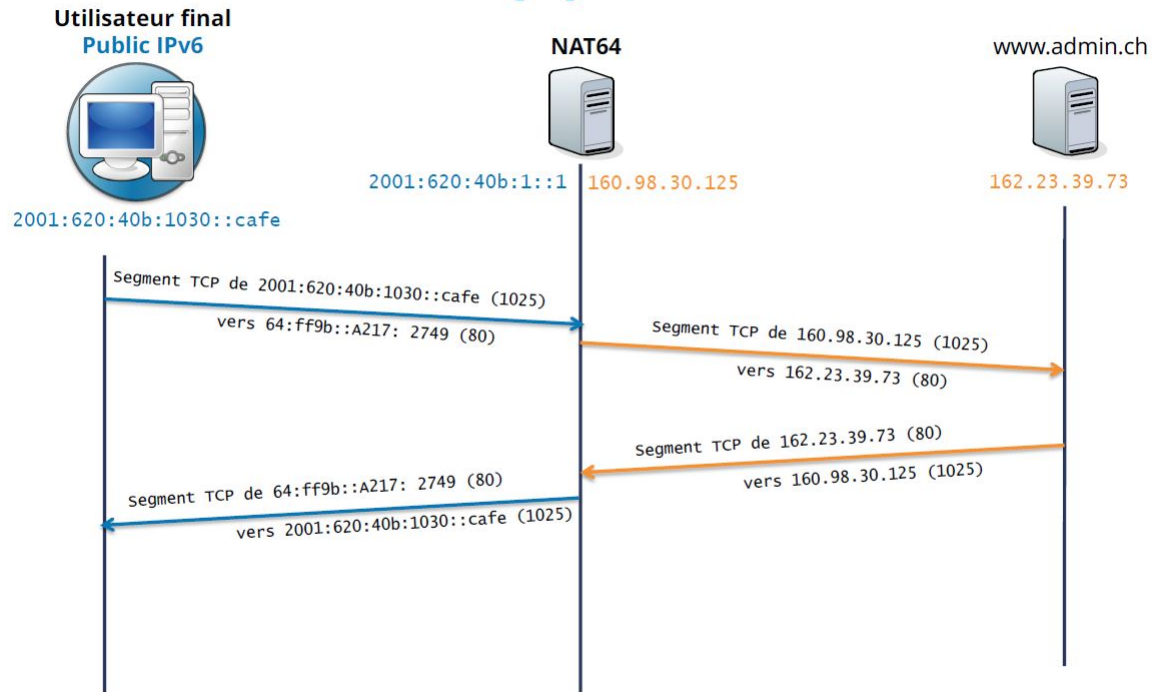 Utilisateur final
Public IPv6
NAT64
www.admin.ch
2001:620:40b:1::1
160.98.30.125
162.23.39.73
2001:620:40b:1030::cafe
Segment TCP de 2001:620:40b:1030::cafe (1025)
vers 64:ff9b::A217: 2749 (80)
Segment TCP de 160.98.30.125 (1025)
vers 162.23.39.73 (80)
Segment TCP de 162.23.39.73 (80)
vers 160.98.30.125 (1025)
Segment TCP de 64:ff9b::A217: 2749 (80)
vers 2001:620:40b:1030::cafe (1025)